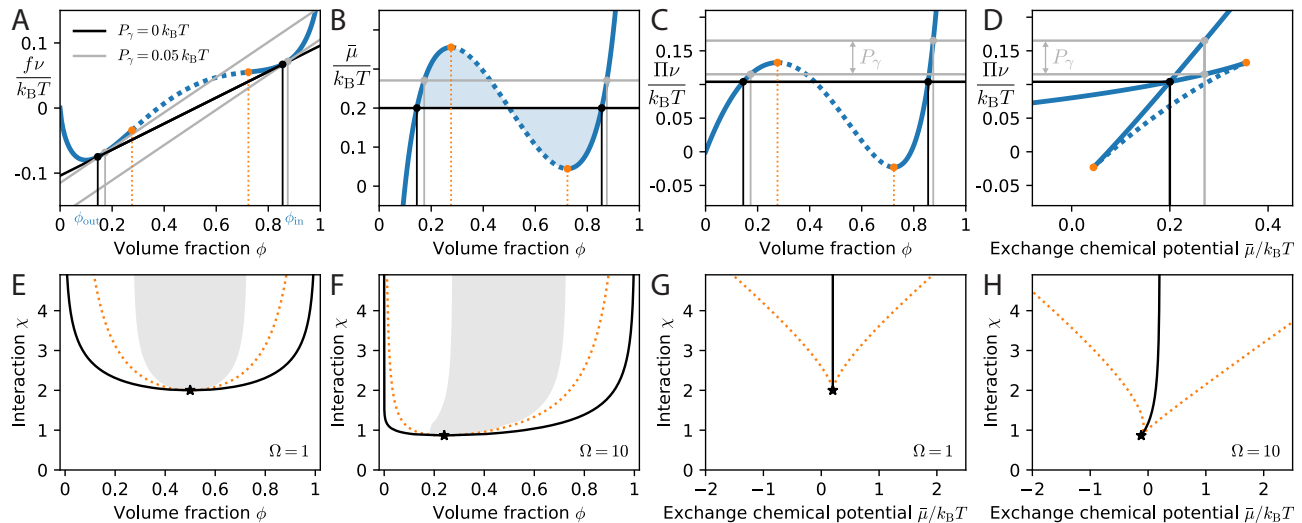 A
P_γ = 0 k_BT
P_γ = 0.05 k_BT
fν
k_BT
0.1
0
-0.1
ϕ_out
ϕ_in
0 0.2 0.4 0.6 0.8 1
Volume fraction ϕ
B
μ̄
k_BT
0.2
0.1
0
0 0.2 0.4 0.6 0.8 1
Volume fraction ϕ
C
Πν
k_BT
0.15
0.05
0
-0.05
P_γ
0 0.2 0.4 0.6 0.8 1
Volume fraction ϕ
D
Πν
k_BT
0.15
0.05
0
-0.05
P_γ
0.0 0.2 0.4
Exchange chemical potential μ̄/k_BT
E
Interaction χ
4
3
2
1
0
Ω = 1
0 0.2 0.4 0.6 0.8 1
Volume fraction ϕ
F
Interaction χ
4
3
2
1
0
Ω = 10
0 0.2 0.4 0.6 0.8 1
Volume fraction ϕ
G
Interaction χ
4
3
2
1
0
Ω = 1
−2 −1 0 1 2
Exchange chemical potential μ̄/k_BT
H
Interaction χ
4
3
2
1
0
Ω = 10
−2 −1 0 1 2
Exchange chemical potential μ̄/k_BT